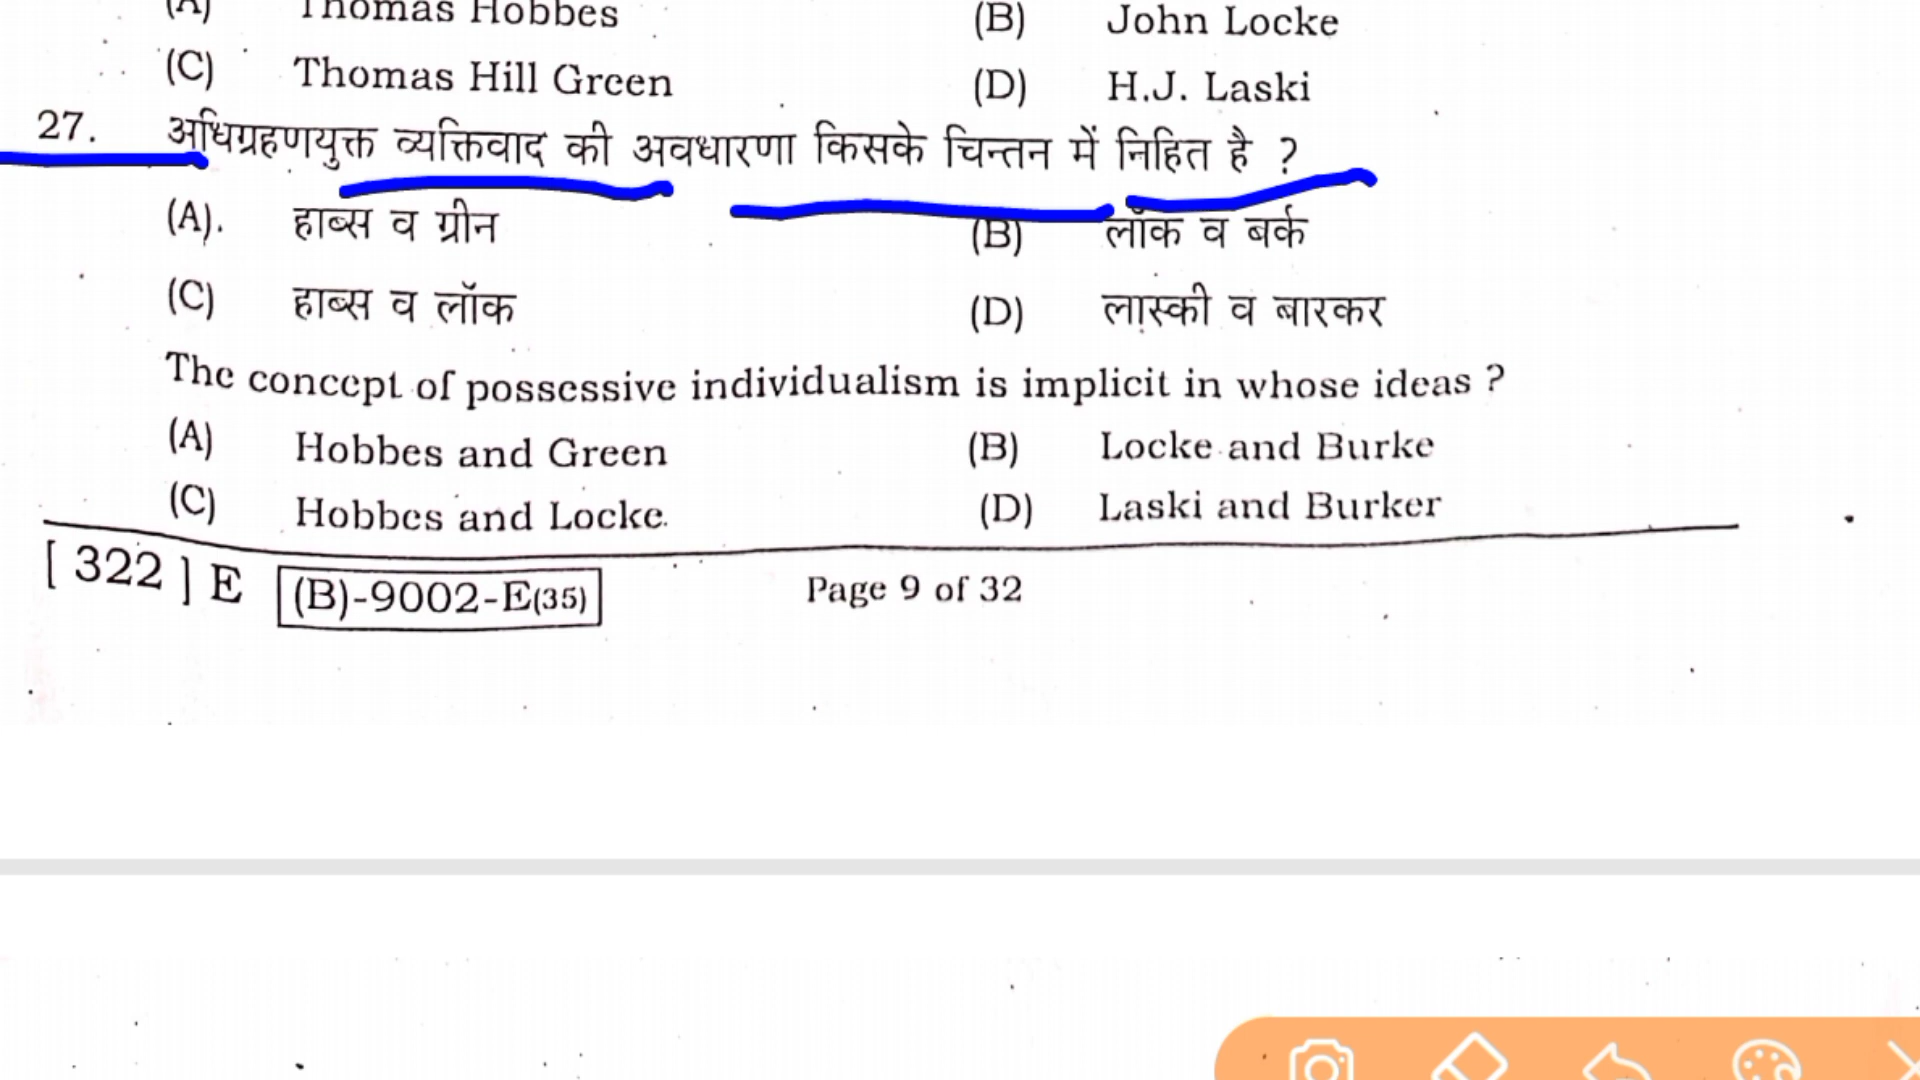 (A) Thomas Hobbes (B) John Locke
(C) Thomas Hill Green (D) H.J. Laski
27. अधिग्रहणयुक्त व्यक्तिवाद की अवधारणा किसके चिन्तन में निहित है ?
(A). हाब्स व ग्रीन (B) लॉक व बर्क
(C) हाब्स व लॉक (D) लास्की व बारकर
The concept of possessive individualism is implicit in whose ideas ?
(A) Hobbes and Green (B) Locke and Burke
(C) Hobbes and Locke. (D) Laski and Burker
[ 322 ] E (B)-9002-E(35) Page 9 of 32